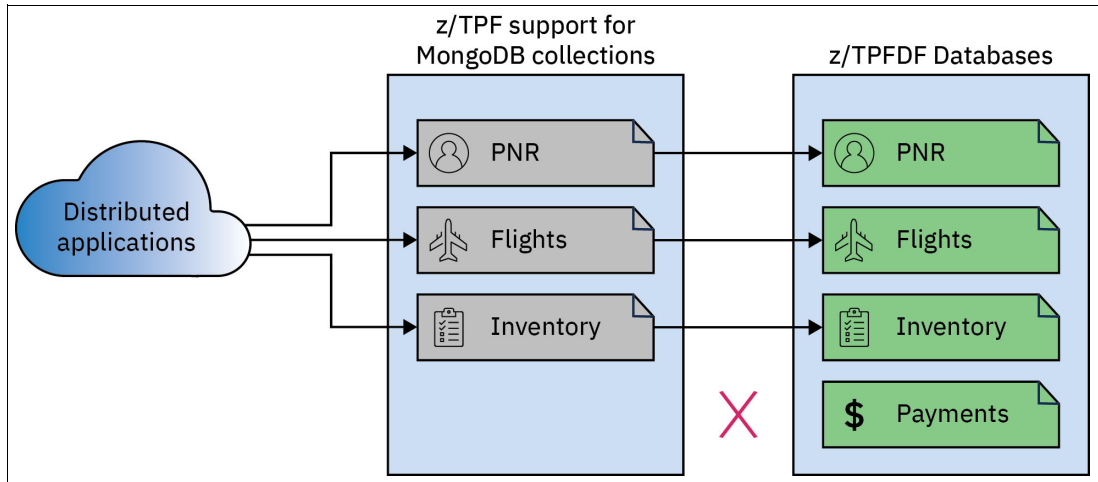 z/TPF support for
MongoDB collections
z/TPFDF Databases
Distributed
applications
PNR
Flights
Inventory
PNR
Flights
Inventory
$ Payments